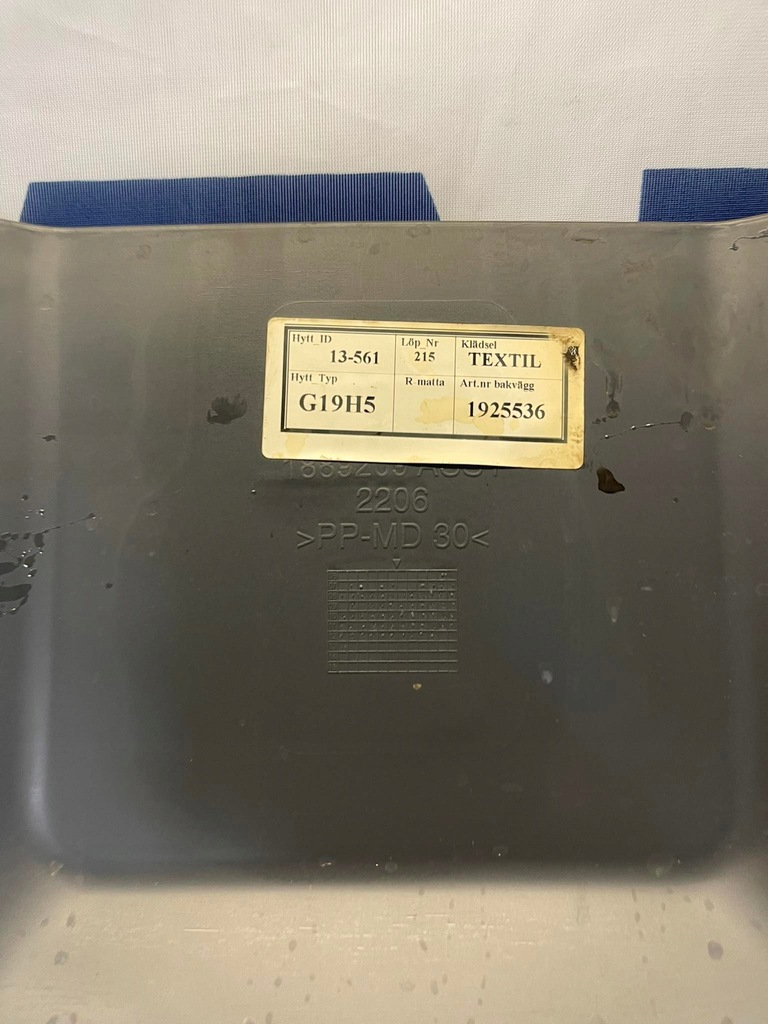 Hytt_ID Löp_Nr Klädsel
13-561 215 TEXTIL
Hytt_Typ R-matta Art.nr bakvägg
G19H5 1925536
2206
>PP-MD 30<